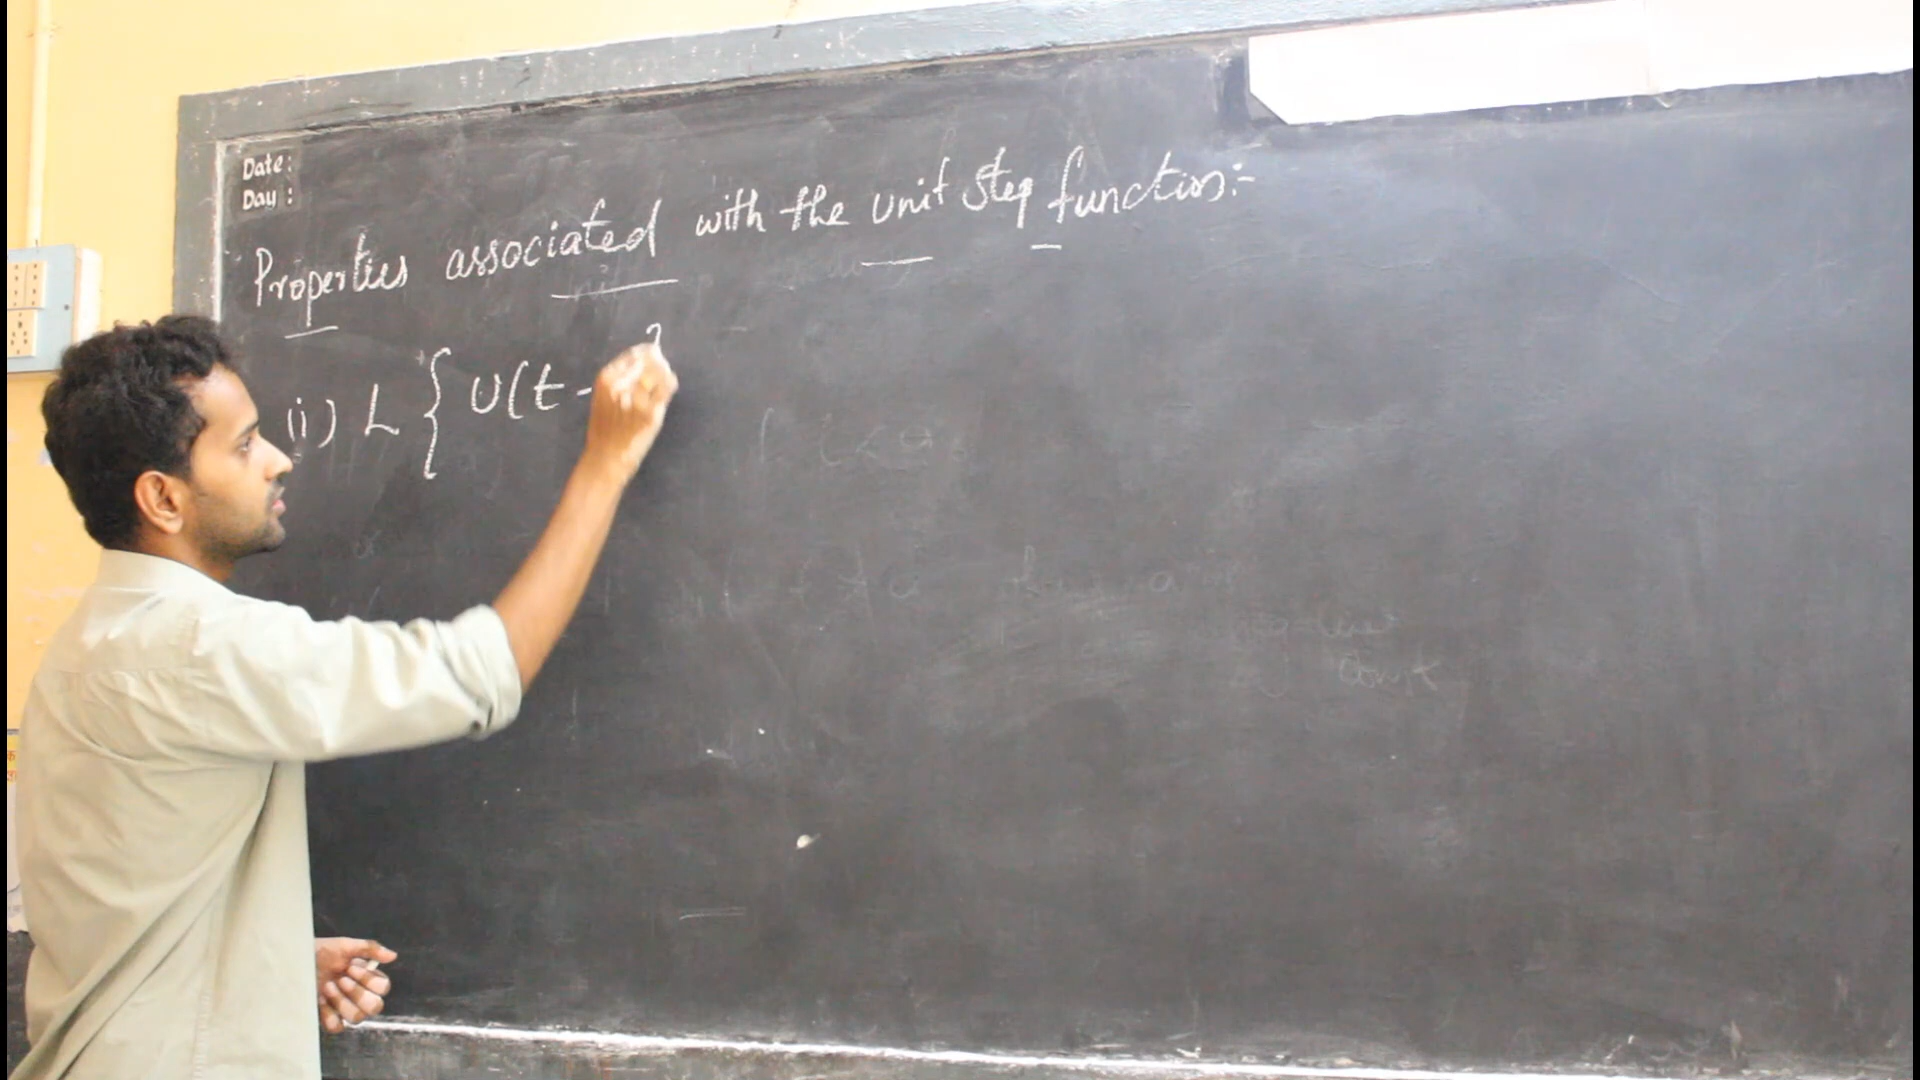 Date:
Day :
Properties associated with the unit step function:-
(i) L { U(t -